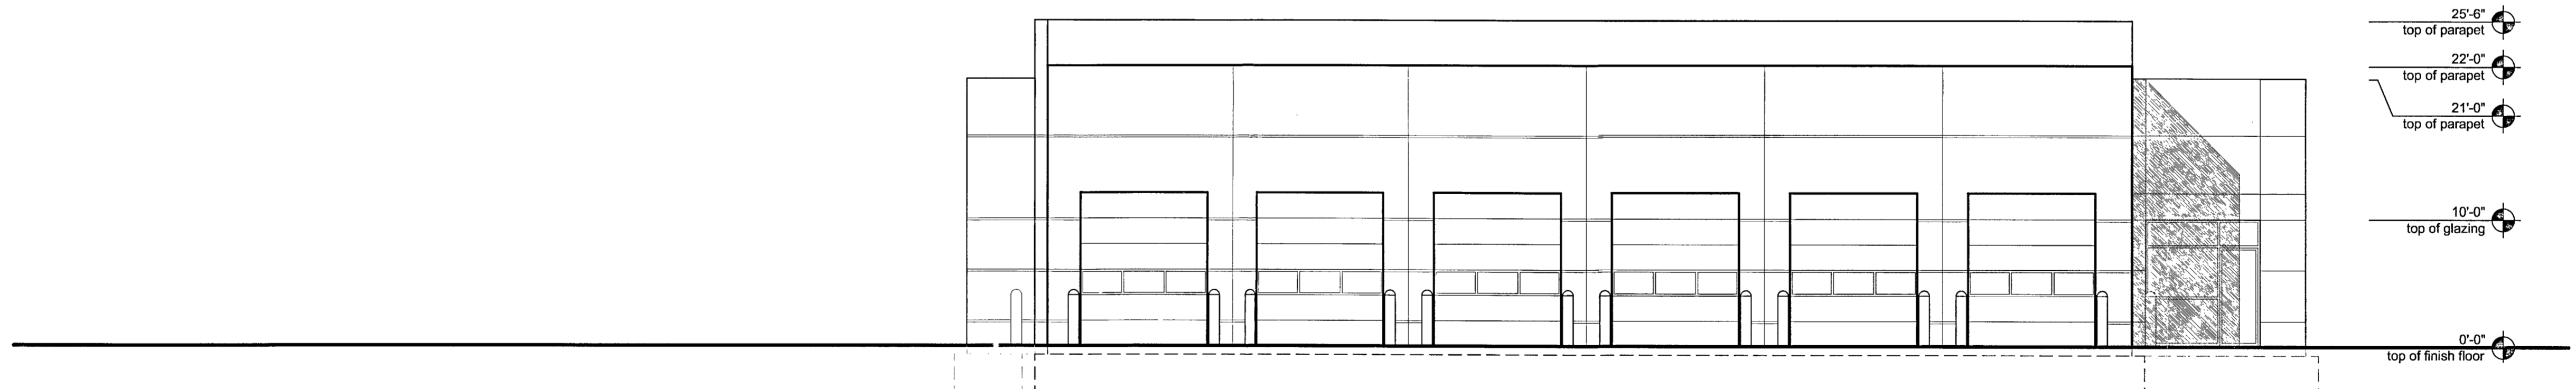 25'-6"
top of parapet
22'-0"
top of parapet
21'-0"
top of parapet
10'-0"
top of glazing
0'-0"
top of finish floor